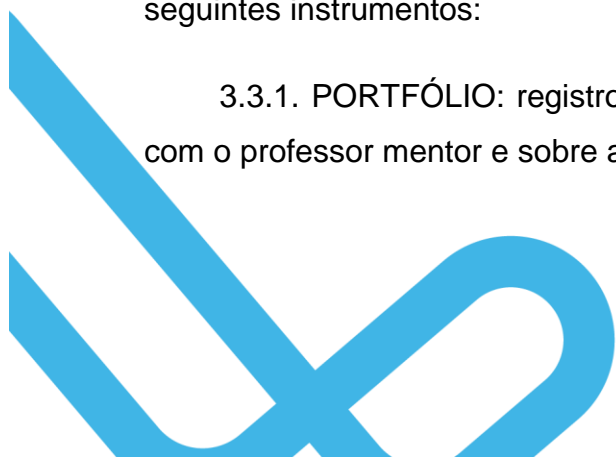 seguintes instrumentos:
3.3.1. PORTFÓLIO: registro
com o professor mentor e sobre a